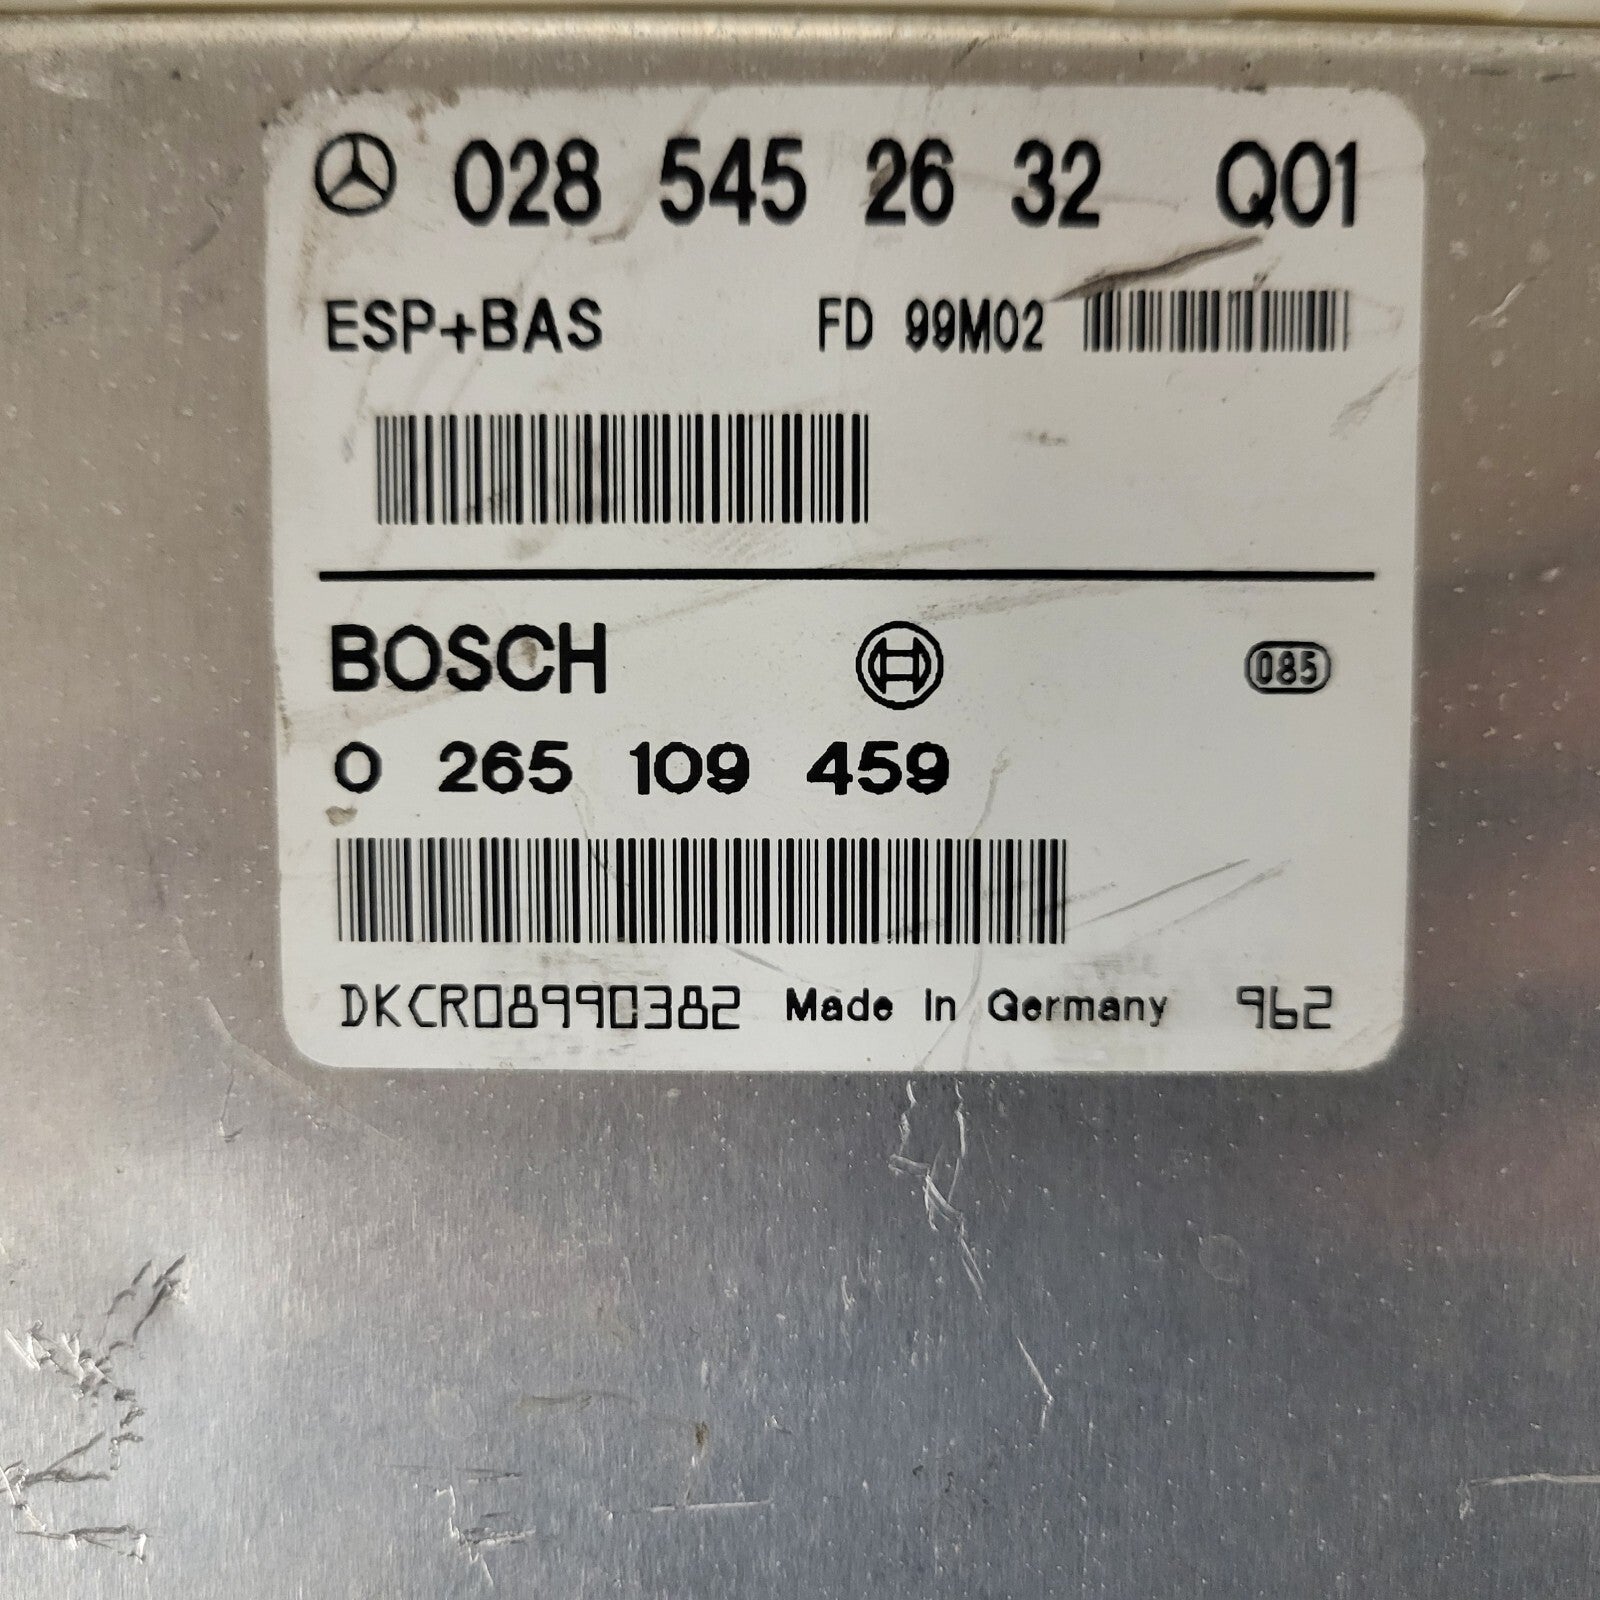 028 545 26 32 Q01
ESP+BAS FD 99M02
BOSCH 085
0 265 109 459
DKCR08990382 Made in Germany 962